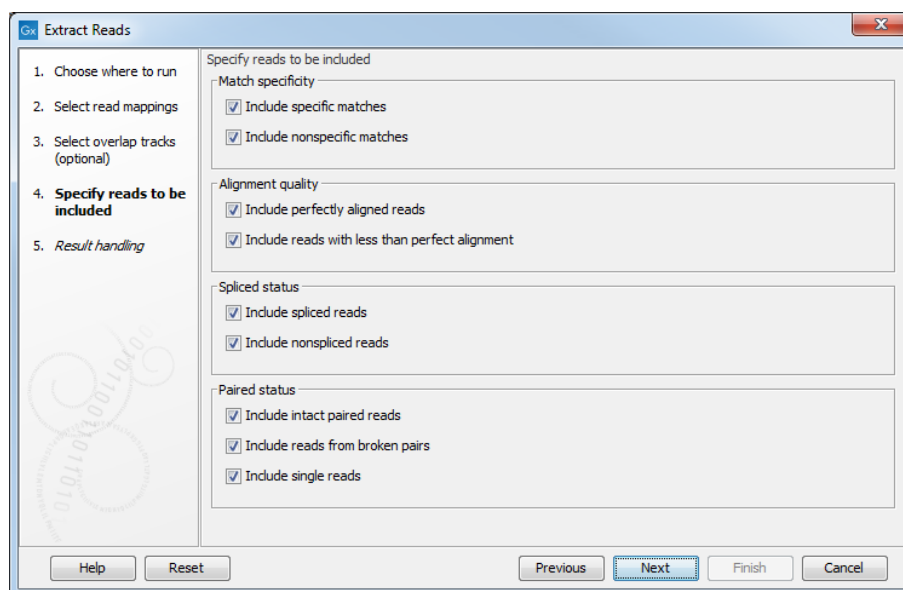 Gx Extract Reads
1. Choose where to run
2. Select read mappings
3. Select overlap tracks
(optional)
4. Specify reads to be
included
5. Result handling
Specify reads to be included
Match specificity
Include specific matches
Include nonspecific matches
Alignment quality
Include perfectly aligned reads
Include reads with less than perfect alignment
Spliced status
Include spliced reads
Include nonspliced reads
Paired status
Include intact paired reads
Include reads from broken pairs
Include single reads
Help Reset Previous Next Finish Cancel